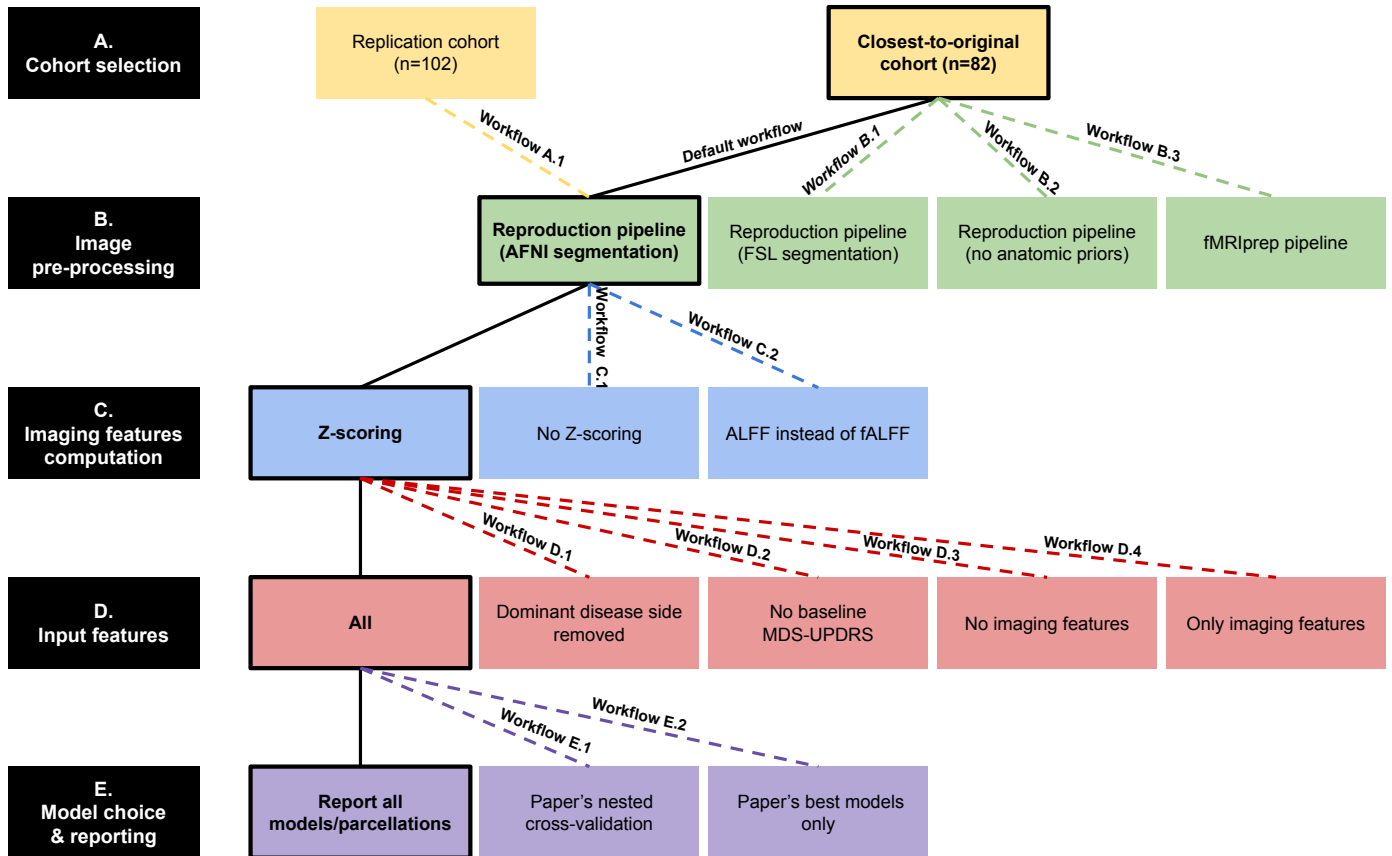 A.
Cohort selection
Replication cohort
(n=102)
Closest-to-original
cohort (n=82)
Workflow A.1
Default workflow
Workflow B.1
Workflow B.2
Workflow B.3
B.
Image
pre-processing
Reproduction pipeline
(AFNI segmentation)
Reproduction pipeline
(FSL segmentation)
Reproduction pipeline
(no anatomic priors)
fMRIprep pipeline
Workflow C.1
Workflow C.2
C.
Imaging features
computation
Z-scoring
No Z-scoring
ALFF instead of fALFF
Workflow D.1
Workflow D.2
Workflow D.3
Workflow D.4
D.
Input features
All
Dominant disease side
removed
No baseline
MDS-UPDRS
No imaging features
Only imaging features
Workflow E.1
Workflow E.2
E.
Model choice
& reporting
Report all
models/parcellations
Paper's nested
cross-validation
Paper's best models
only